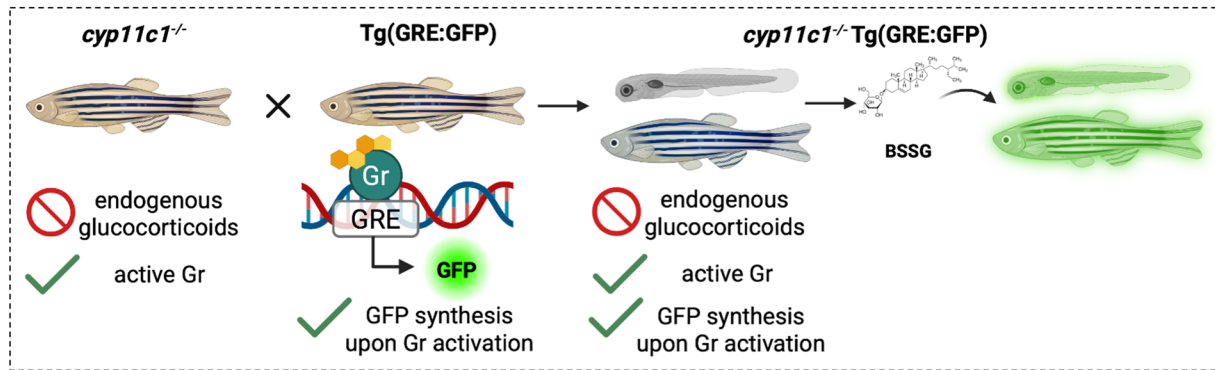 cyp11c1-/-
Tg(GRE:GFP)
cyp11c1-/- Tg(GRE:GFP)
×
BSSG
Gr
GRE
GFP
endogenous
glucocorticoids
active Gr
GFP synthesis
upon Gr activation
endogenous
glucocorticoids
active Gr
GFP synthesis
upon Gr activation